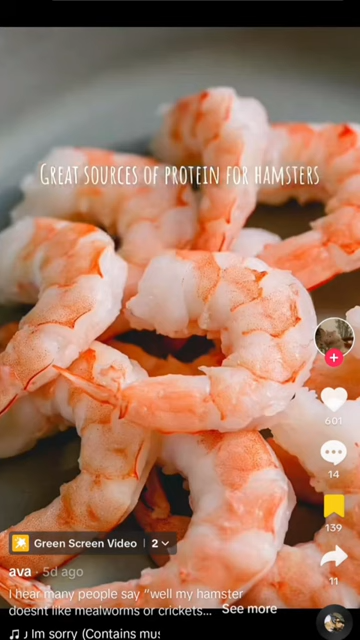 Great sources of protein for hamsters
601
14
139
11
Green Screen Video | 2
ava · 5d ago
i hear many people say "well my hamster
doesnt like mealworms or crickets... See more
Im sorry (Contains mus